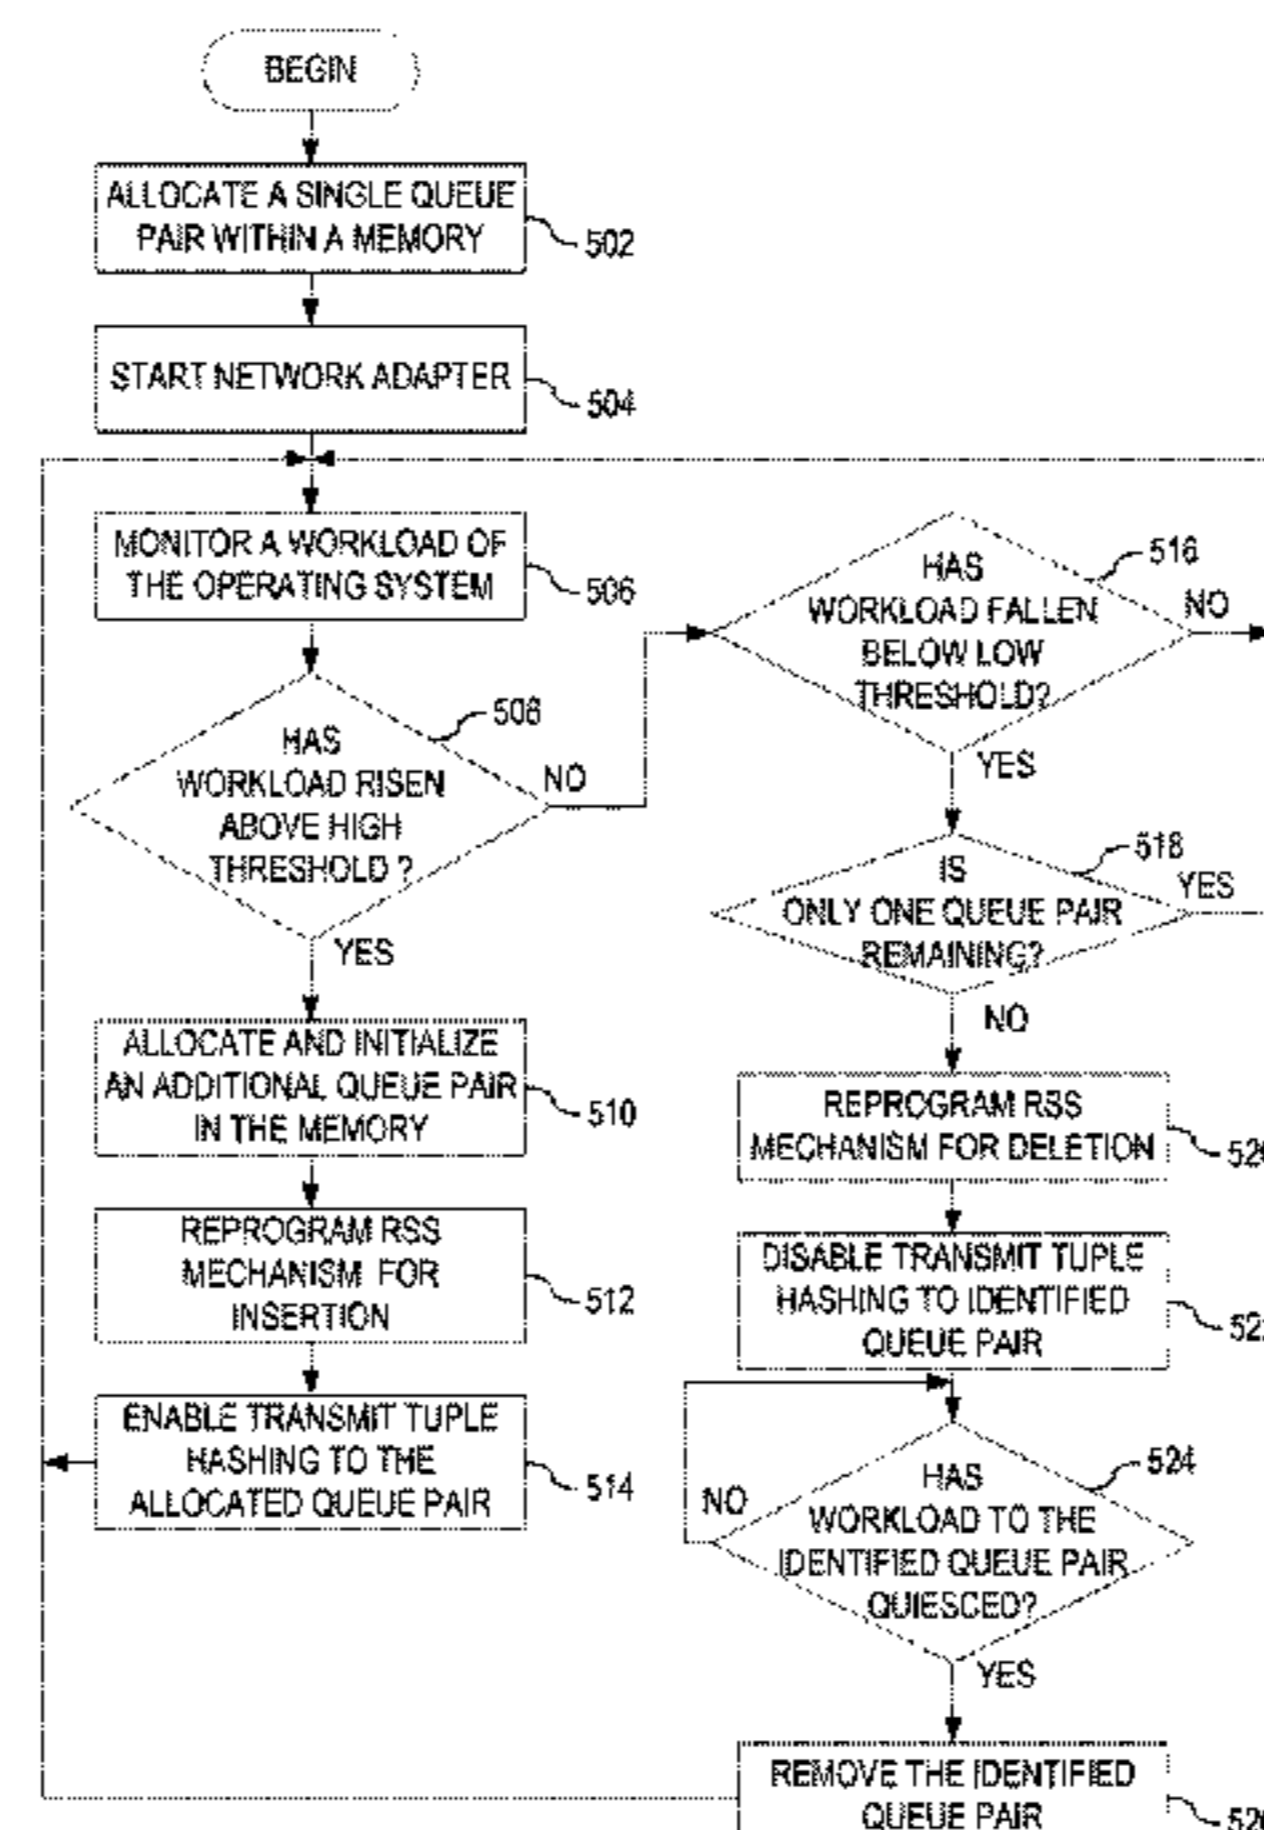 BEGIN
ALLOCATE A SINGLE QUEUE
PAIR WITHIN A MEMORY
502
START NETWORK ADAPTER
504
MONITOR A WORKLOAD OF
THE OPERATING SYSTEM
506
HAS
WORKLOAD RISEN
ABOVE HIGH
THRESHOLD ?
508
NO
YES
ALLOCATE AND INITIALIZE
AN ADDITIONAL QUEUE PAIR
IN THE MEMORY
510
REPROGRAM RSS
MECHANISM FOR
INSERTION
512
ENABLE TRANSMIT TUPLE
HASHING TO THE
ALLOCATED QUEUE PAIR
514
HAS
WORKLOAD FALLEN
BELOW LOW
THRESHOLD?
516
NO
YES
IS
ONLY ONE QUEUE PAIR
REMAINING?
518
YES
NO
REPROGRAM RSS
MECHANISM FOR DELETION
DISABLE TRANSMIT TUPLE
HASHING TO IDENTIFIED
QUEUE PAIR
HAS
WORKLOAD TO THE
IDENTIFIED QUEUE PAIR
QUIESCED?
524
NO
YES
REMOVE THE IDENTIFIED
QUEUE PAIR